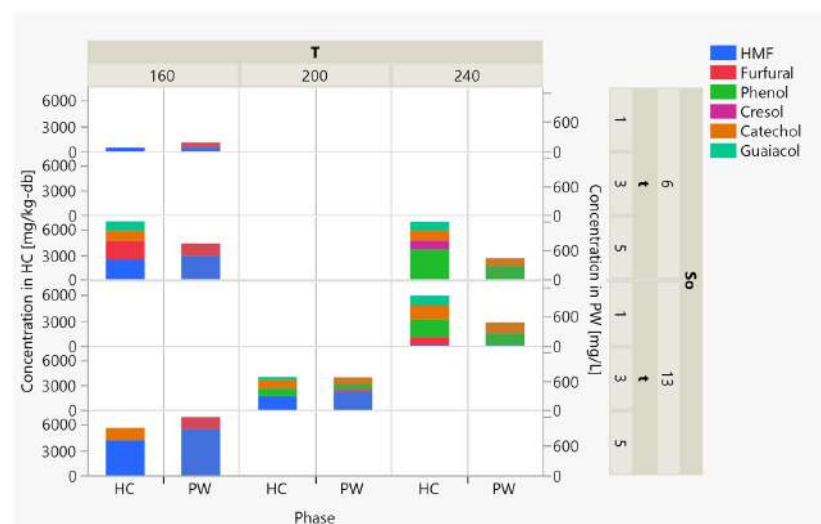 T
160 200 240
HMF
Furfural
Phenol
Cresol
Catechol
Guaiacol
Concentration in HC [mg/kg-db]
6000
3000
0
6000
3000
0
6000
3000
0
6000
3000
0
6000
3000
0
6000
3000
0
600
0
600
0
600
0
600
0
600
0
600
0
Concentration in PW [mg/L]
1
3
5
1
3
5
t
t
6
13
So
HC PW HC PW HC PW
Phase